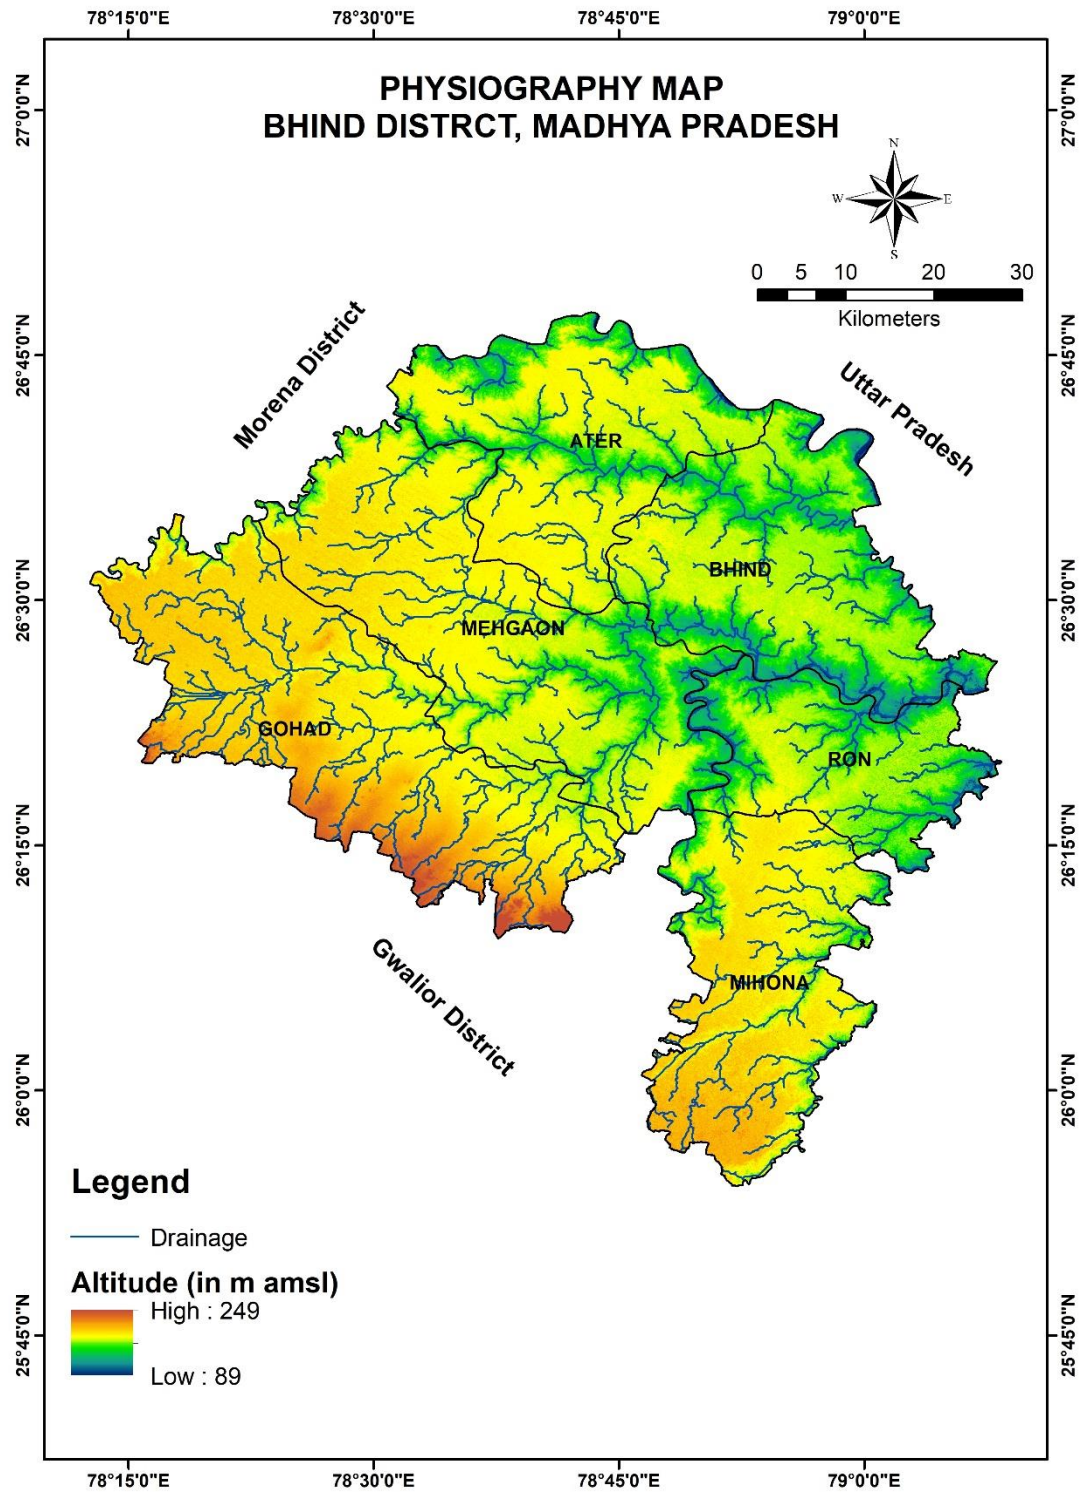 78°15'0"E 78°30'0"E 78°45'0"E 79°0'0"E
PHYSIOGRAPHY MAP
BHIND DISTRCT, MADHYA PRADESH
27°0'0"N 27°0'0"N
N
W E
S
0 5 10 20 30
Kilometers
Morena District
26°45'0"N 26°45'0"N
Uttar Pradesh
ATER
BHIND
26°30'0"N 26°30'0"N
MEHGAON
GOHAD
RON
26°15'0"N 26°15'0"N
Gwalior District
MIHONA
26°0'0"N 26°0'0"N
Legend
Drainage
Altitude (in m amsl)
High : 249
25°45'0"N 25°45'0"N
Low : 89
78°15'0"E 78°30'0"E 78°45'0"E 79°0'0"E